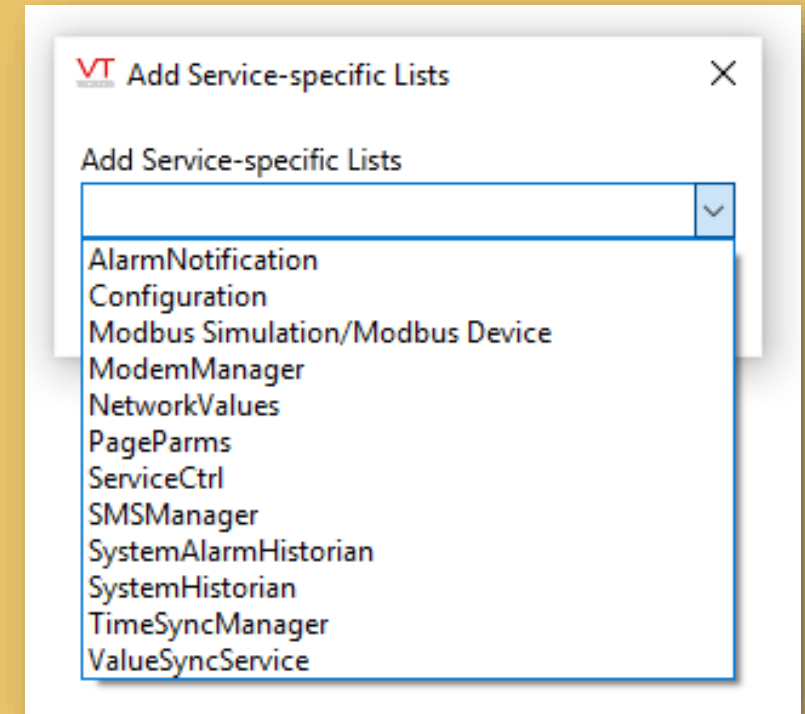 VT Add Service-specific Lists
Add Service-specific Lists
AlarmNotification
Configuration
Modbus Simulation/Modbus Device
ModemManager
NetworkValues
PageParms
ServiceCtrl
SMSManager
SystemAlarmHistorian
SystemHistorian
TimeSyncManager
ValueSyncService